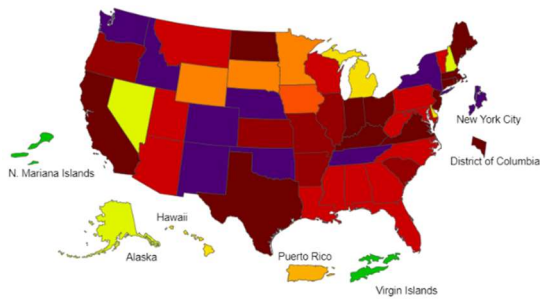 New York City
District of Columbia
N. Mariana Islands
Hawaii
Alaska
Puerto Rico
Virgin Islands